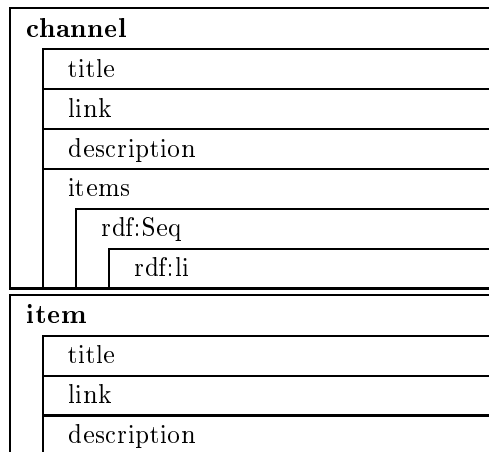 channel
title
link
description
items
rdf:Seq
rdf:li
item
title
link
description